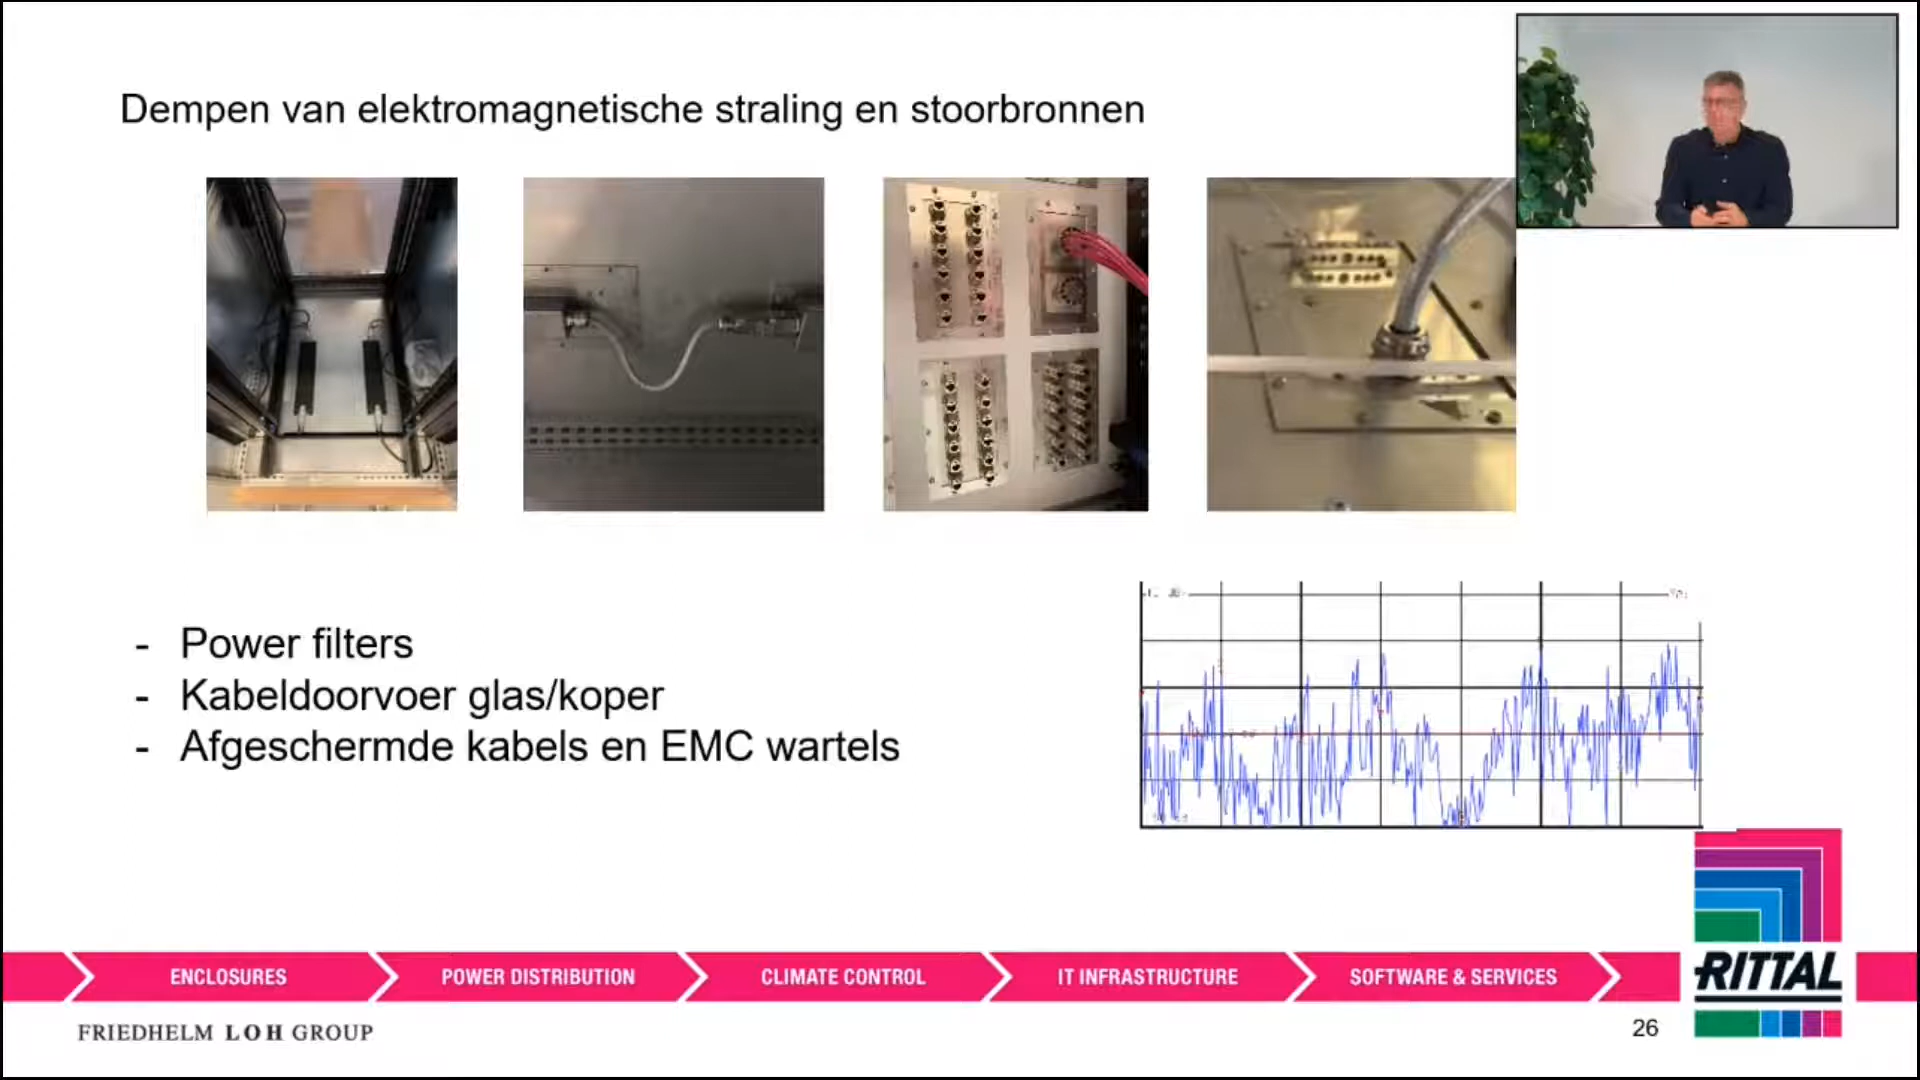 Dempen van elektromagnetische straling en stoorbronnen
- Power filters
- Kabeldoorvoer glas/koper
- Afgeschermde kabels en EMC wartels
ENCLOSURES
POWER DISTRIBUTION
CLIMATE CONTROL
IT INFRASTRUCTURE
SOFTWARE & SERVICES
RITTAL
FRIEDHELM LOH GROUP
26